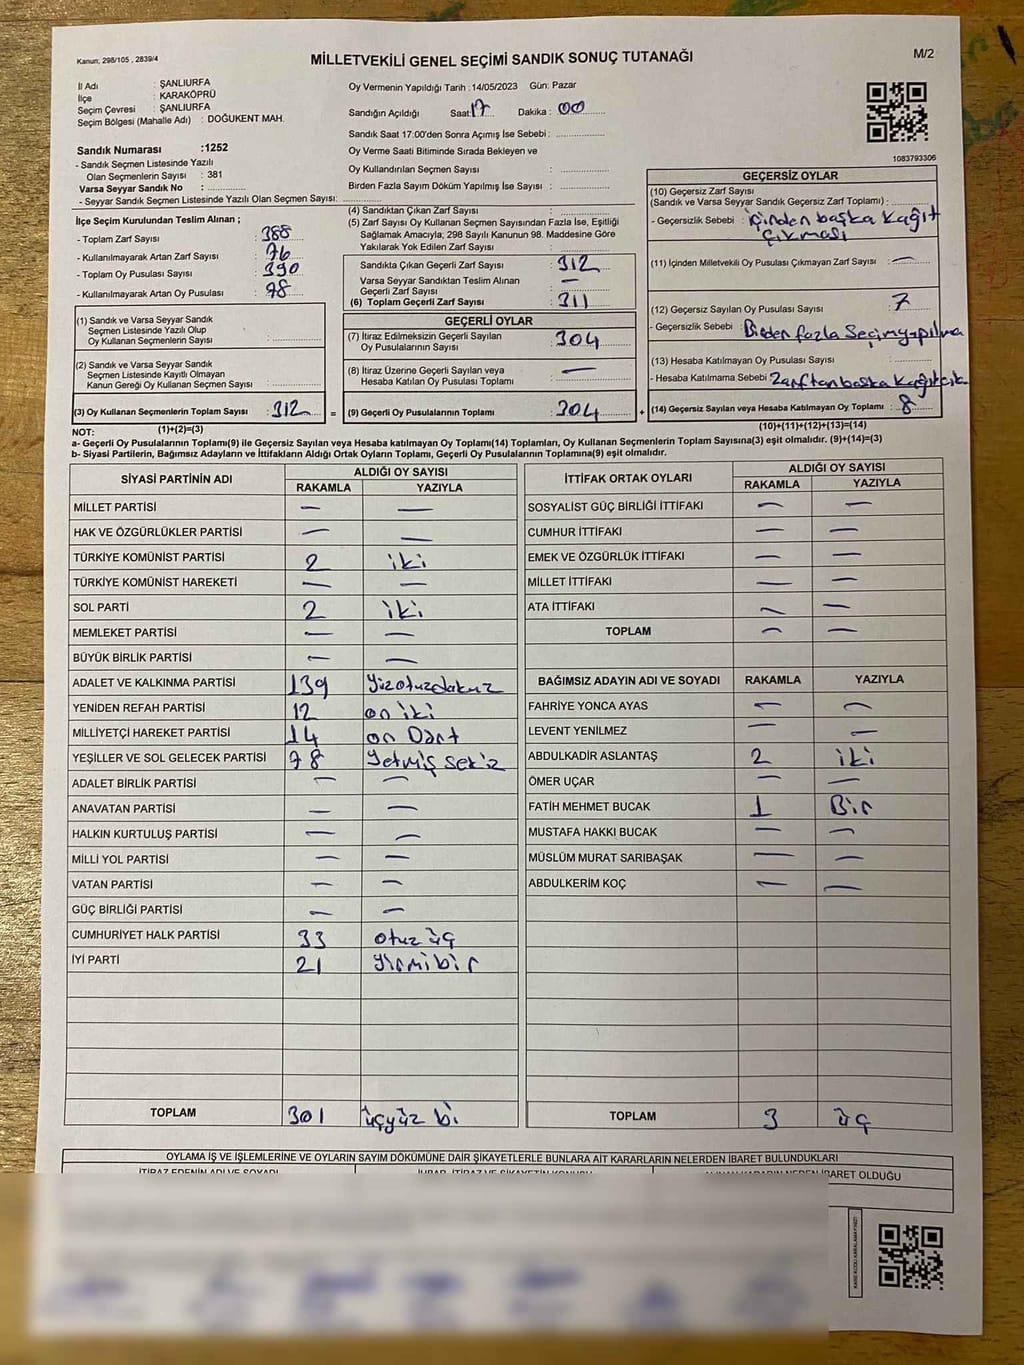 Kanun; 298/105 , 2839/4
MİLLETVEKİLİ GENEL SEÇİMİ SANDIK SONUÇ TUTANAĞI
M/2
İl Adı : ŞANLIURFA
İlçe : KARAKÖPRÜ
Seçim Çevresi : ŞANLIURFA
Seçim Bölgesi (Mahalle Adı) : DOĞUKENT MAH.
Sandık Numarası :1252
- Sandık Seçmen Listesinde Yazılı
Olan Seçmenlerin Sayısı : 381
Varsa Seyyar Sandık No :
- Seyyar Sandık Seçmen Listesinde Yazılı Olan Seçmenlerin Sayısı:
Oy Vermenin Yapıldığı Tarih :14/05/2023 Gün: Pazar
Sandığın Açıldığı Saat: 17 Dakika : 00
Sandık Saat 17:00'den Sonra Açımış İse Sebebi :
Oy Verme Saati Bitiminde Sırada Bekleyen ve
Oy Kullandırılan Seçmen Sayısı :
Birden Fazla Sayım Döküm Yapılmış İse Sayısı :
1083793306
İlçe Seçim Kurulundan Teslim Alınan ;
- Toplam Zarf Sayısı : 388
- Kullanılmayarak Artan Zarf Sayısı : 76
- Toplam Oy Pusulası Sayısı : 390
- Kullanılmayarak Artan Oy Pusulası : 78
(1) Sandık ve Varsa Seyyar Sandık
Seçmen Listesinde Yazılı Olup
Oy Kullanan Seçmenlerin Sayısı :
(2) Sandık ve Varsa Seyyar Sandık
Seçmen Listesinde Kayıtlı Olmayan
Kanun Gereği Oy Kullanan Seçmen Sayısı :
(3) Oy Kullanan Seçmenlerin Toplam Sayısı : 312 =
(1)+(2)=(3)
(4) Sandıktan Çıkan Zarf Sayısı :
(5) Zarf Sayısı Oy Kullanan Seçmen Sayısından Fazla İse, Eşitliği
Sağlamak Amacıyla, 298 Sayılı Kanunun 98. Maddesine Göre
Yakılarak Yok Edilen Zarf Sayısı :
Sandıkta Çıkan Geçerli Zarf Sayısı : 312
Varsa Seyyar Sandıktan Teslim Alınan
Geçerli Zarf Sayısı : —
(6) Toplam Geçerli Zarf Sayısı : 311
GEÇERLİ OYLAR
(7) İtiraz Edilmeksizin Geçerli Sayılan
Oy Pusulalarının Sayısı : 304
(8) İtiraz Üzerine Geçerli Sayılan veya
Hesaba Katılan Oy Pusulası Toplamı : —
(9) Geçerli Oy Pusulalarının Toplamı : 304 +
GEÇERSİZ OYLAR
(10) Geçersiz Zarf Sayısı
(Sandık ve Varsa Seyyar Sandık Geçersiz Zarf Toplamı) :
- Geçersizlik Sebebi : içinden başka kağıt
çıkması
(11) İçinden Milletvekili Oy Pusulası Çıkmayan Zarf Sayısı : —
(12) Geçersiz Sayılan Oy Pusulası Sayısı : 7
- Geçersizlik Sebebi : Birden fazla seçim yapılma
(13) Hesaba Katılmayan Oy Pusulası Sayısı :
- Hesaba Katılmama Sebebi : Zarftan başka kağıt çık
(14) Geçersiz Sayılan veya Hesaba Katılmayan Oy Toplamı : 8
(10)+(11)+(12)+(13)=(14)
NOT:
a- Geçerli Oy Pusulalarının Toplamı(9) ile Geçersiz Sayılan veya Hesaba katılmayan Oy Toplamı(14) Toplamları, Oy Kullanan Seçmenlerin Toplam Sayısına(3) eşit olmalıdır. (9)+(14)=(3)
b- Siyasi Partilerin, Bağımsız Adayların ve İttifakların Aldığı Ortak Oyların Toplamı, Geçerli Oy Pusulalarının Toplamına(9) eşit olmalıdır.
SİYASİ PARTİNİN ADI ALDIĞI OY SAYISI
RAKAMLA YAZIYLA
MİLLET PARTİSİ — —
HAK VE ÖZGÜRLÜKLER PARTİSİ — —
TÜRKİYE KOMÜNİST PARTİSİ 2 iki
TÜRKİYE KOMÜNİST HAREKETİ — —
SOL PARTİ 2 iki
MEMLEKET PARTİSİ — —
BÜYÜK BİRLİK PARTİSİ — —
ADALET VE KALKINMA PARTİSİ 139 Yüzotuzdokuz
YENİDEN REFAH PARTİSİ 12 on iki
MİLLİYETÇİ HAREKET PARTİSİ 14 on Dört
YEŞİLLER VE SOL GELECEK PARTİSİ 78 Yetmiş sekiz
ADALET BİRLİK PARTİSİ — —
ANAVATAN PARTİSİ — —
HALKIN KURTULUŞ PARTİSİ — —
MİLLİ YOL PARTİSİ — —
VATAN PARTİSİ — —
GÜÇ BİRLİĞİ PARTİSİ — —
CUMHURİYET HALK PARTİSİ 33 otuz üç
İYİ PARTİ 21 yirmibir
TOPLAM 301 üçyüz bi
İTTİFAK ORTAK OYLARI ALDIĞI OY SAYISI
RAKAMLA YAZIYLA
SOSYALİST GÜÇ BİRLİĞİ İTTİFAKI — —
CUMHUR İTTİFAKI — —
EMEK VE ÖZGÜRLÜK İTTİFAKI — —
MİLLET İTTİFAKI — —
ATA İTTİFAKI — —
TOPLAM — —
BAĞIMSIZ ADAYIN ADI VE SOYADI RAKAMLA YAZIYLA
FAHRİYE YONCA AYAS — —
LEVENT YENİLMEZ — —
ABDULKADİR ASLANTAŞ 2 iki
ÖMER UÇAR — —
FATİH MEHMET BUCAK 1 Bir
MUSTAFA HAKKI BUCAK — —
MÜSLÜM MURAT SARIBAŞAK — —
ABDULKERİM KOÇ — —
TOPLAM 3 üç
OYLAMA İŞ VE İŞLEMLERİNE VE OYLARIN SAYIM DÖKÜMÜNE DAİR ŞİKAYETLERLE BUNLARA AİT KARARLARIN NELERDEN İBARET BULUNDUKLARI
İTİRAZ EDENİN ADI VE SOYADI
İBARET OLDUĞU